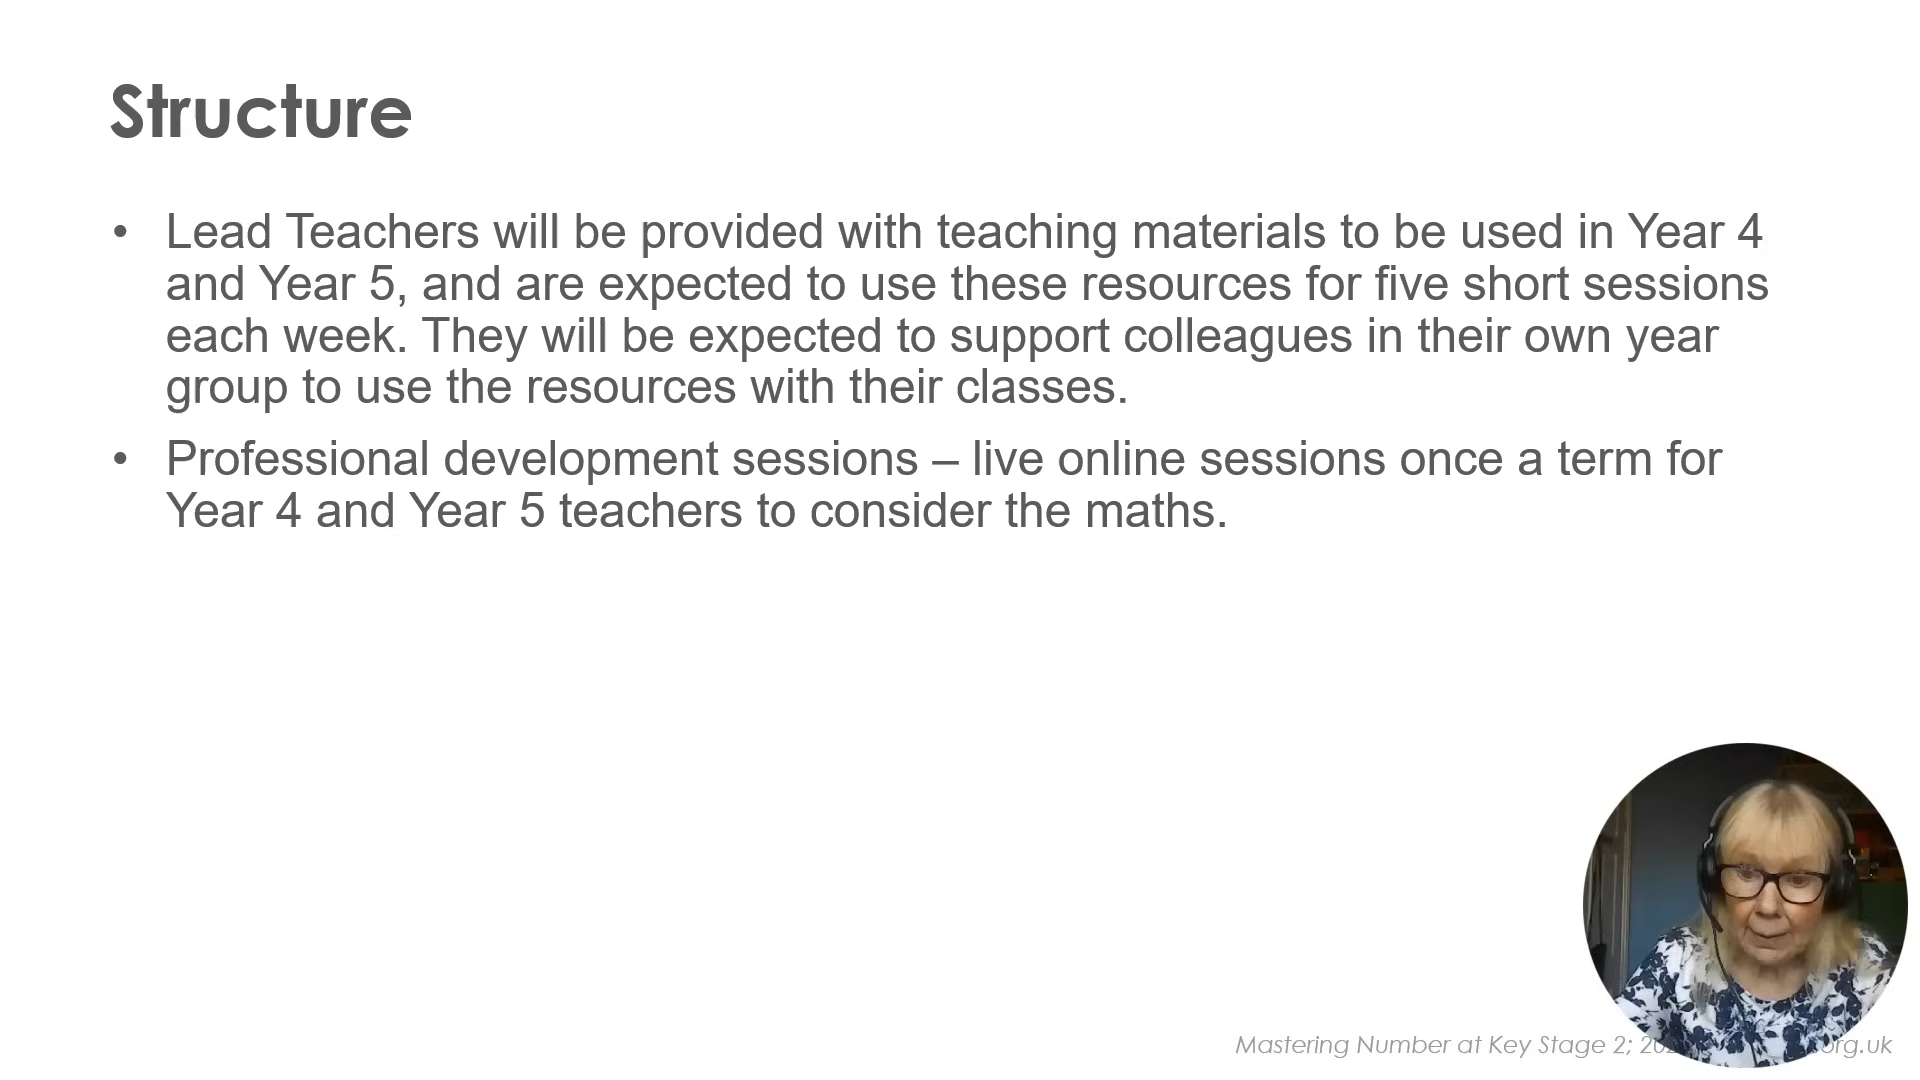 Structure
• Lead Teachers will be provided with teaching materials to be used in Year 4
and Year 5, and are expected to use these resources for five short sessions
each week. They will be expected to support colleagues in their own year
group to use the resources with their classes.
• Professional development sessions – live online sessions once a term for
Year 4 and Year 5 teachers to consider the maths.
Mastering Number at Key Stage 2; org.uk